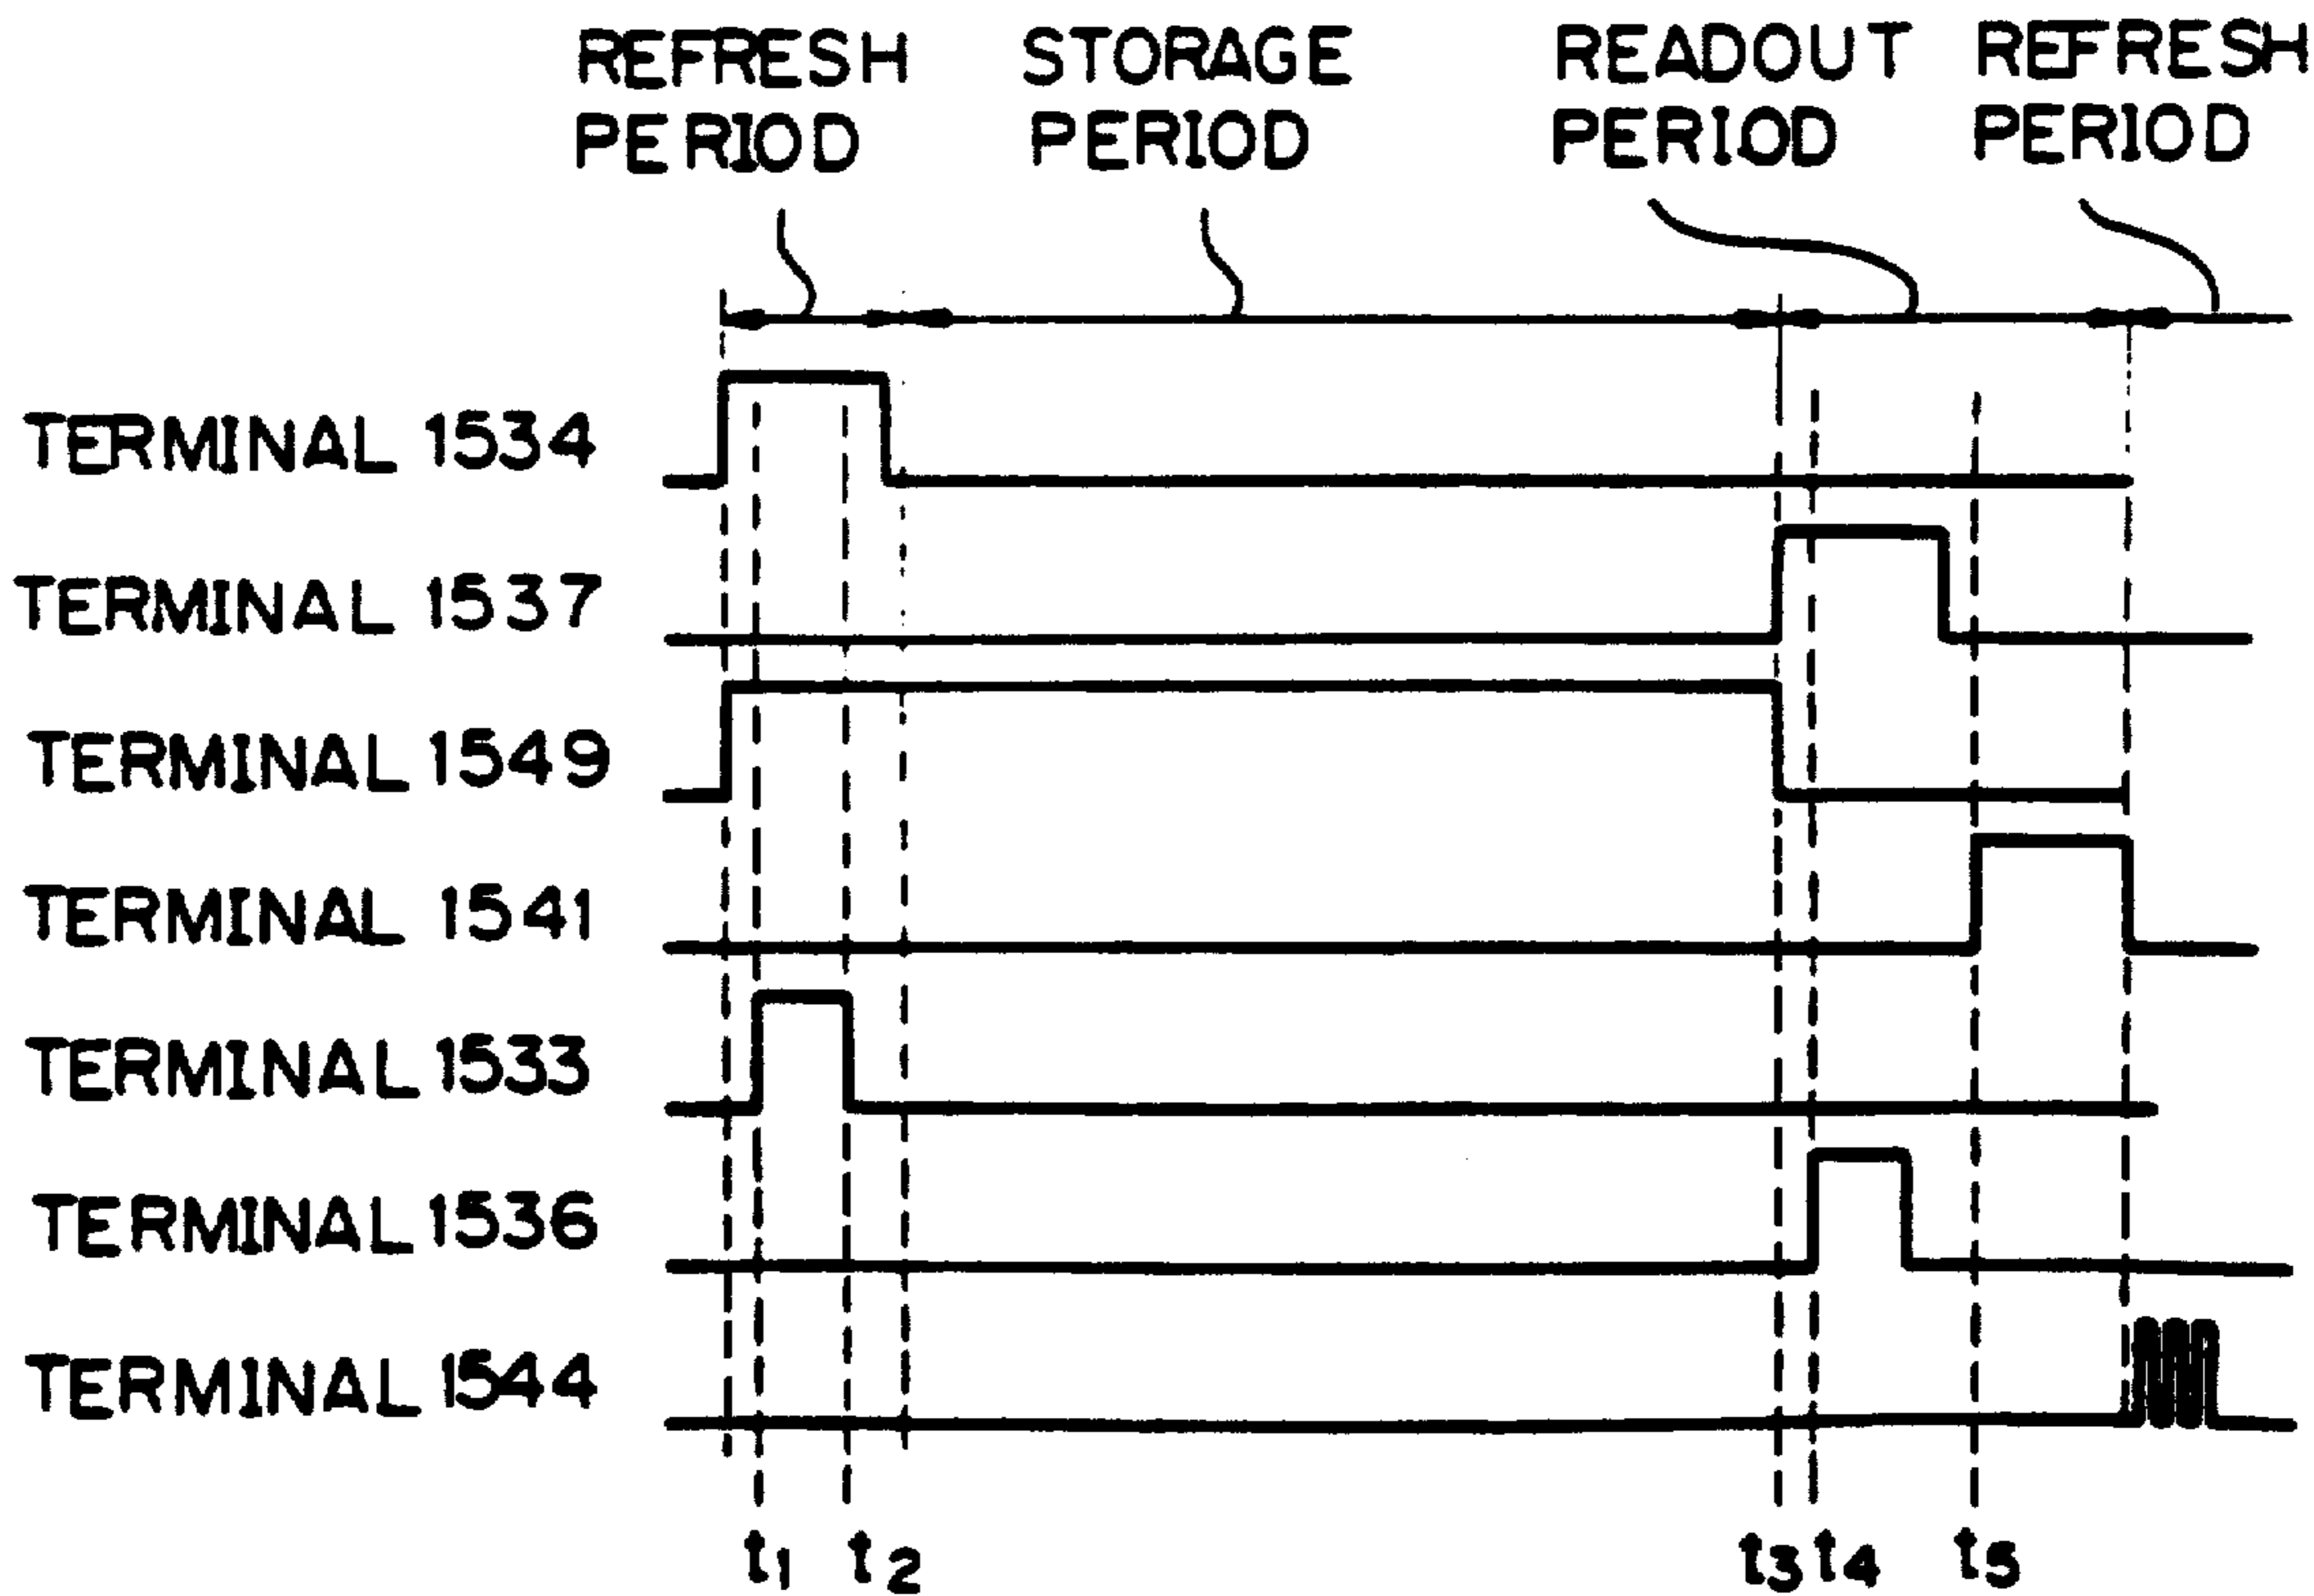 REFRESH PERIOD
STORAGE PERIOD
READOUT PERIOD
REFRESH PERIOD
TERMINAL 1534
TERMINAL 1537
TERMINAL 1549
TERMINAL 1541
TERMINAL 1533
TERMINAL 1536
TERMINAL 1544
t1 t2 t3 t4 t5